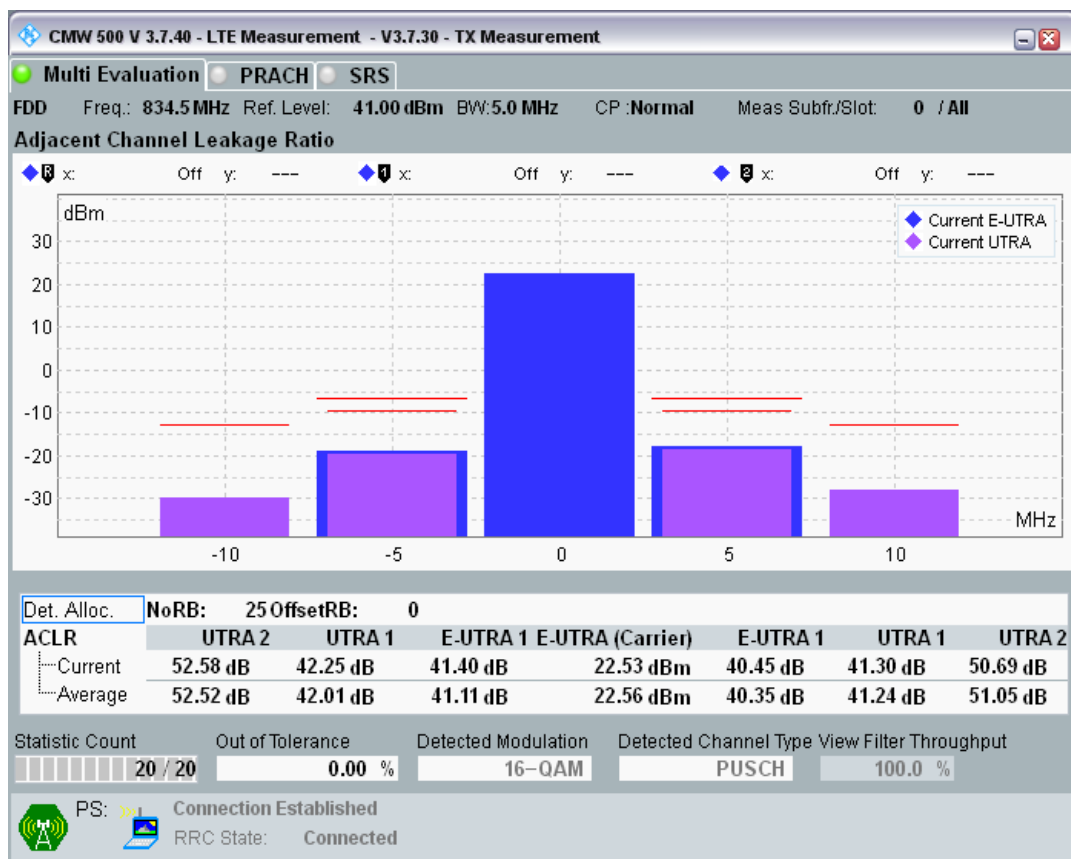 CMW 500 V 3.7.40 - LTE Measurement - V3.7.30 - TX Measurement
Multi Evaluation PRACH SRS
FDD Freq.: 834.5 MHz Ref. Level: 41.00 dBm BW:5.0 MHz CP :Normal Meas Subfr./Slot: 0 / All
Adjacent Channel Leakage Ratio
R x: Off y: --- 1 x: Off y: --- 2 x: Off y: ---
dBm
Current E-UTRA
Current UTRA
30
20
10
0
-10
-20
-30
MHz
-10 -5 0 5 10
Det. Alloc. NoRB: 25 OffsetRB: 0
ACLR UTRA 2 UTRA 1 E-UTRA 1 E-UTRA (Carrier) E-UTRA 1 UTRA 1 UTRA 2
Current 52.58 dB 42.25 dB 41.40 dB 22.53 dBm 40.45 dB 41.30 dB 50.69 dB
Average 52.52 dB 42.01 dB 41.11 dB 22.56 dBm 40.35 dB 41.24 dB 51.05 dB
Statistic Count Out of Tolerance Detected Modulation Detected Channel Type View Filter Throughput
20 / 20 0.00 % 16-QAM PUSCH 100.0 %
PS: Connection Established
RRC State: Connected